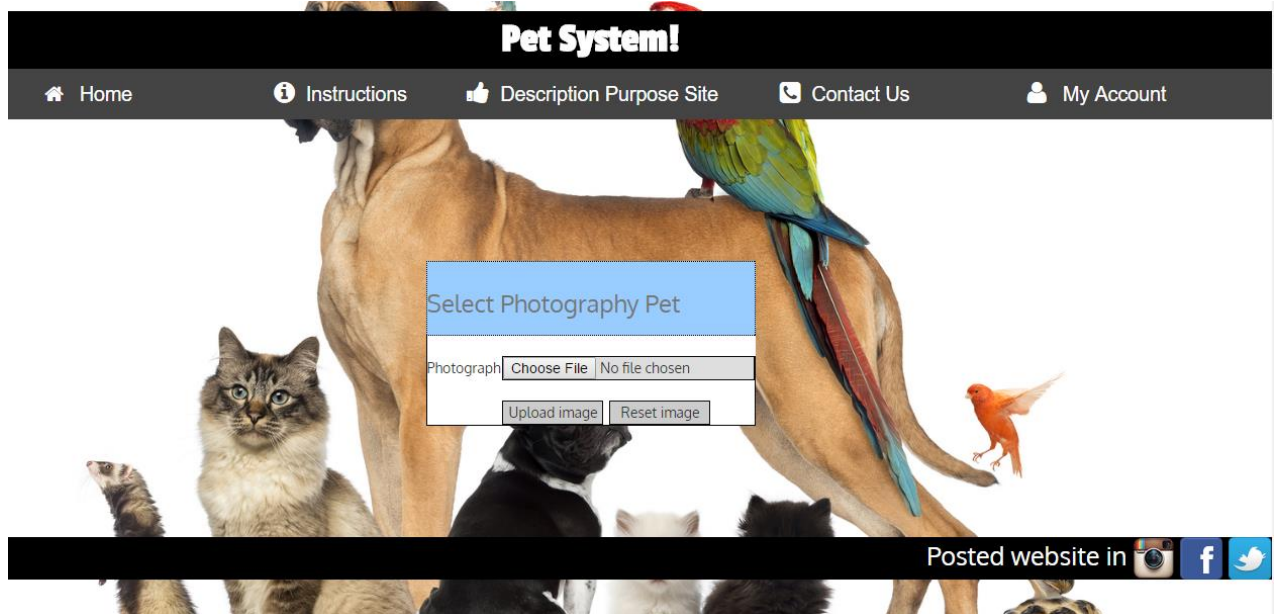 Pet System!
Home Instructions Description Purpose Site Contact Us My Account
Select Photography Pet
Photograph Choose File No file chosen
Upload image Reset image
Posted website in